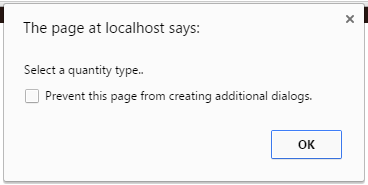 The page at localhost says:
Select a quantity type..
Prevent this page from creating additional dialogs.
OK